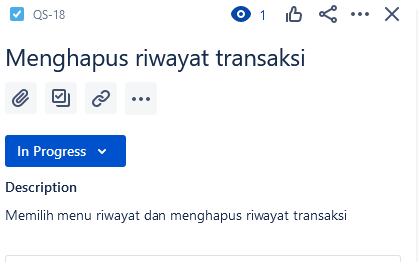 QS-18
1
Menghapus riwayat transaksi
In Progress
Description
Memilih menu riwayat dan menghapus riwayat transaksi